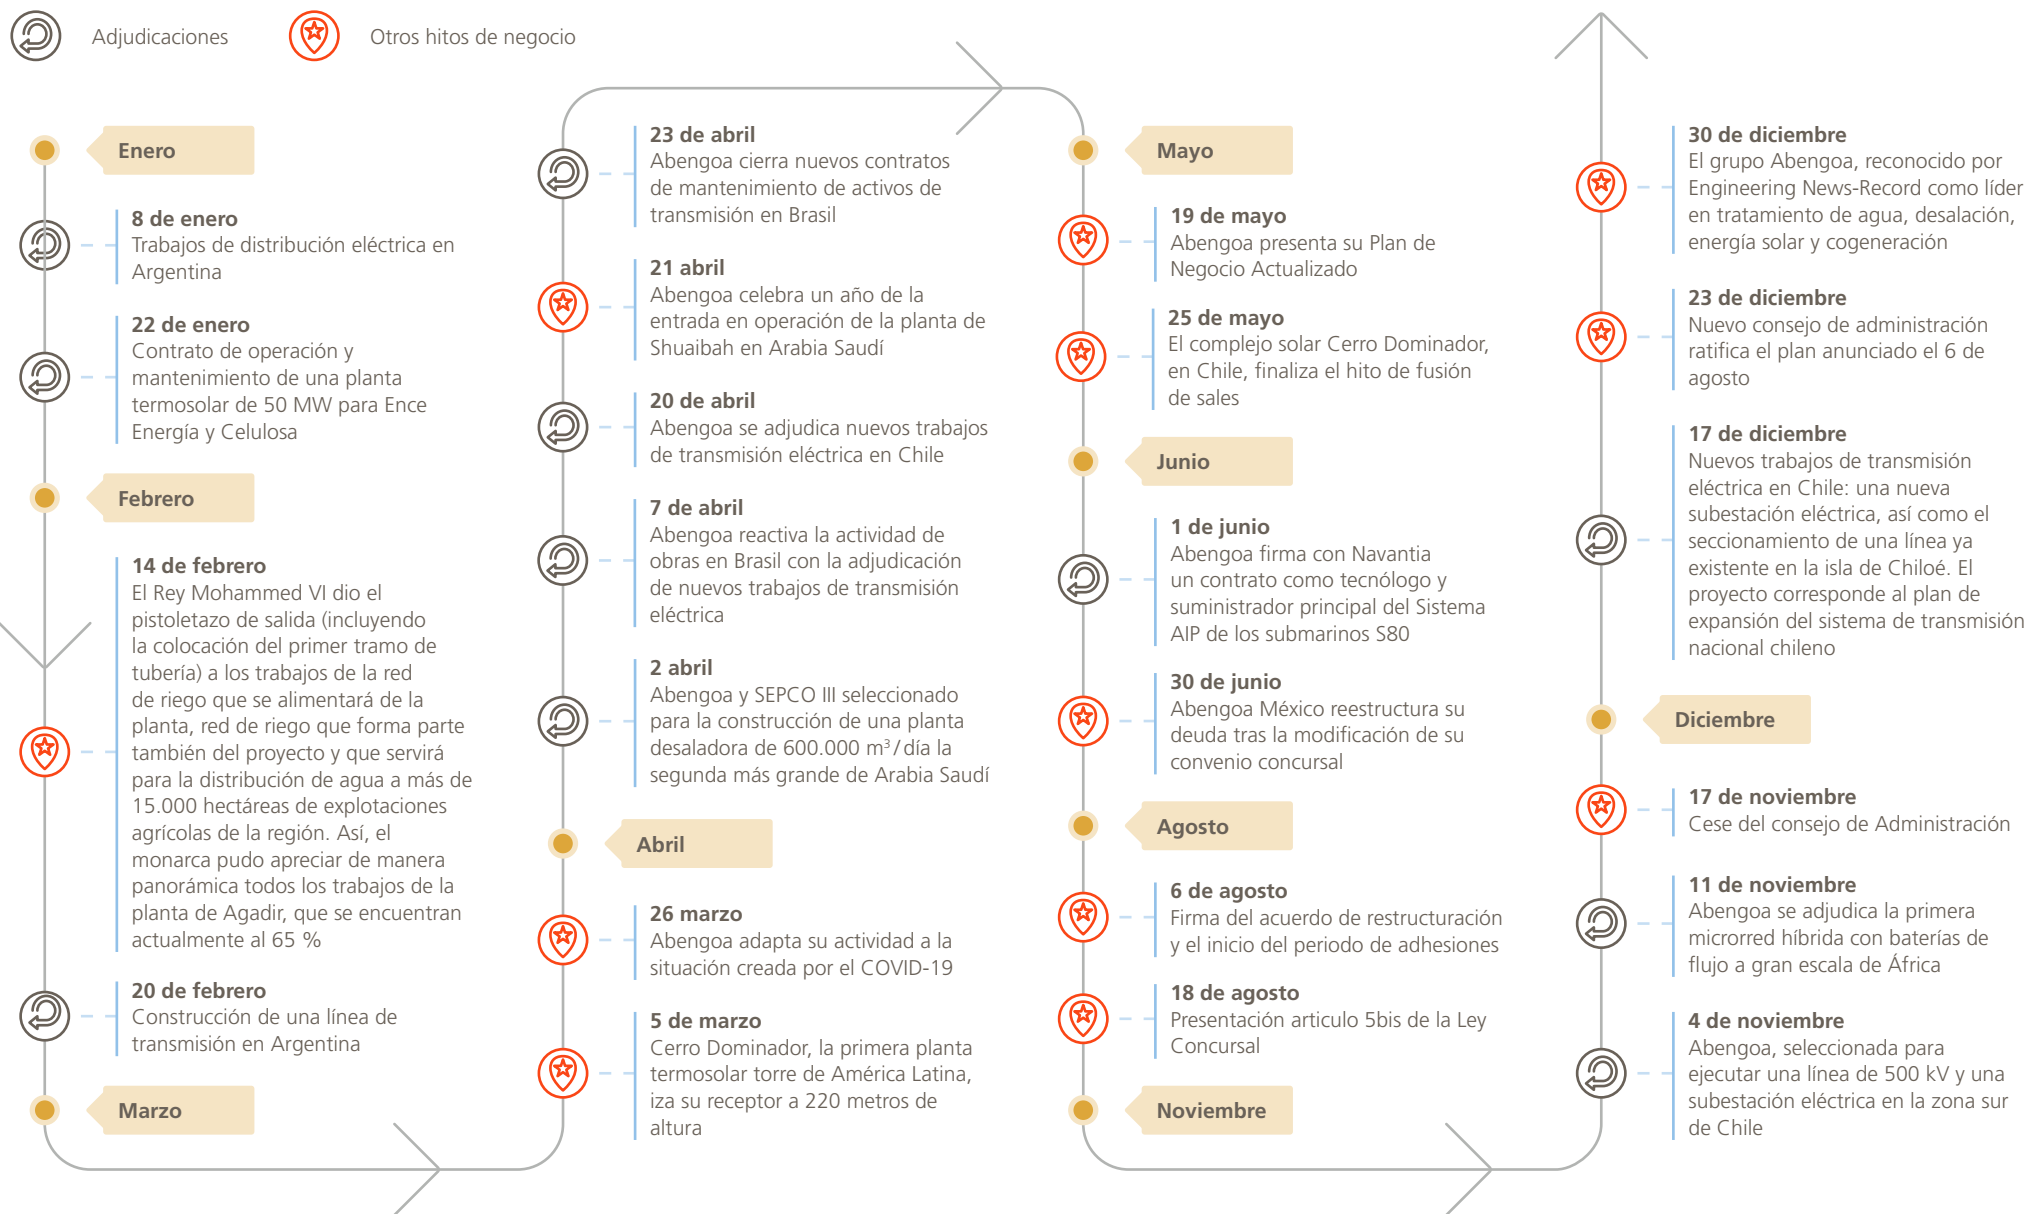 Adjudicaciones
Otros hitos de negocio
Enero
8 de enero
Trabajos de distribución eléctrica en
Argentina
22 de enero
Contrato de operación y
mantenimiento de una planta
termosolar de 50 MW para Ence
Energía y Celulosa
Febrero
14 de febrero
El Rey Mohammed VI dio el
pistoletazo de salida (incluyendo
la colocación del primer tramo de
tubería) a los trabajos de la red
de riego que se alimentará de la
planta, red de riego que forma parte
también del proyecto y que servirá
para la distribución de agua a más de
15.000 hectáreas de explotaciones
agrícolas de la región. Así, el
monarca pudo apreciar de manera
panorámica todos los trabajos de la
planta de Agadir, que se encuentran
actualmente al 65 %
20 de febrero
Construcción de una línea de
transmisión en Argentina
Marzo
23 de abril
Abengoa cierra nuevos contratos
de mantenimiento de activos de
transmisión en Brasil
21 abril
Abengoa celebra un año de la
entrada en operación de la planta de
Shuaibah en Arabia Saudí
20 de abril
Abengoa se adjudica nuevos trabajos
de transmisión eléctrica en Chile
7 de abril
Abengoa reactiva la actividad de
obras en Brasil con la adjudicación
de nuevos trabajos de transmisión
eléctrica
2 abril
Abengoa y SEPCO III seleccionado
para la construcción de una planta
desaladora de 600.000 m³/día la
segunda más grande de Arabia Saudí
Abril
26 marzo
Abengoa adapta su actividad a la
situación creada por el COVID-19
5 de marzo
Cerro Dominador, la primera planta
termosolar torre de América Latina,
iza su receptor a 220 metros de
altura
Mayo
19 de mayo
Abengoa presenta su Plan de
Negocio Actualizado
25 de mayo
El complejo solar Cerro Dominador,
en Chile, finaliza el hito de fusión
de sales
Junio
1 de junio
Abengoa firma con Navantia
un contrato como tecnólogo y
suministrador principal del Sistema
AIP de los submarinos S80
30 de junio
Abengoa México reestructura su
deuda tras la modificación de su
convenio concursal
Agosto
6 de agosto
Firma del acuerdo de restructuración
y el inicio del periodo de adhesiones
18 de agosto
Presentación articulo 5bis de la Ley
Concursal
Noviembre
30 de diciembre
El grupo Abengoa, reconocido por
Engineering News-Record como líder
en tratamiento de agua, desalación,
energía solar y cogeneración
23 de diciembre
Nuevo consejo de administración
ratifica el plan anunciado el 6 de
agosto
17 de diciembre
Nuevos trabajos de transmisión
eléctrica en Chile: una nueva
subestación eléctrica, así como el
seccionamiento de una línea ya
existente en la isla de Chiloé. El
proyecto corresponde al plan de
expansión del sistema de transmisión
nacional chileno
Diciembre
17 de noviembre
Cese del consejo de Administración
11 de noviembre
Abengoa se adjudica la primera
microrred híbrida con baterías de
flujo a gran escala de África
4 de noviembre
Abengoa, seleccionada para
ejecutar una línea de 500 kV y una
subestación eléctrica en la zona sur
de Chile